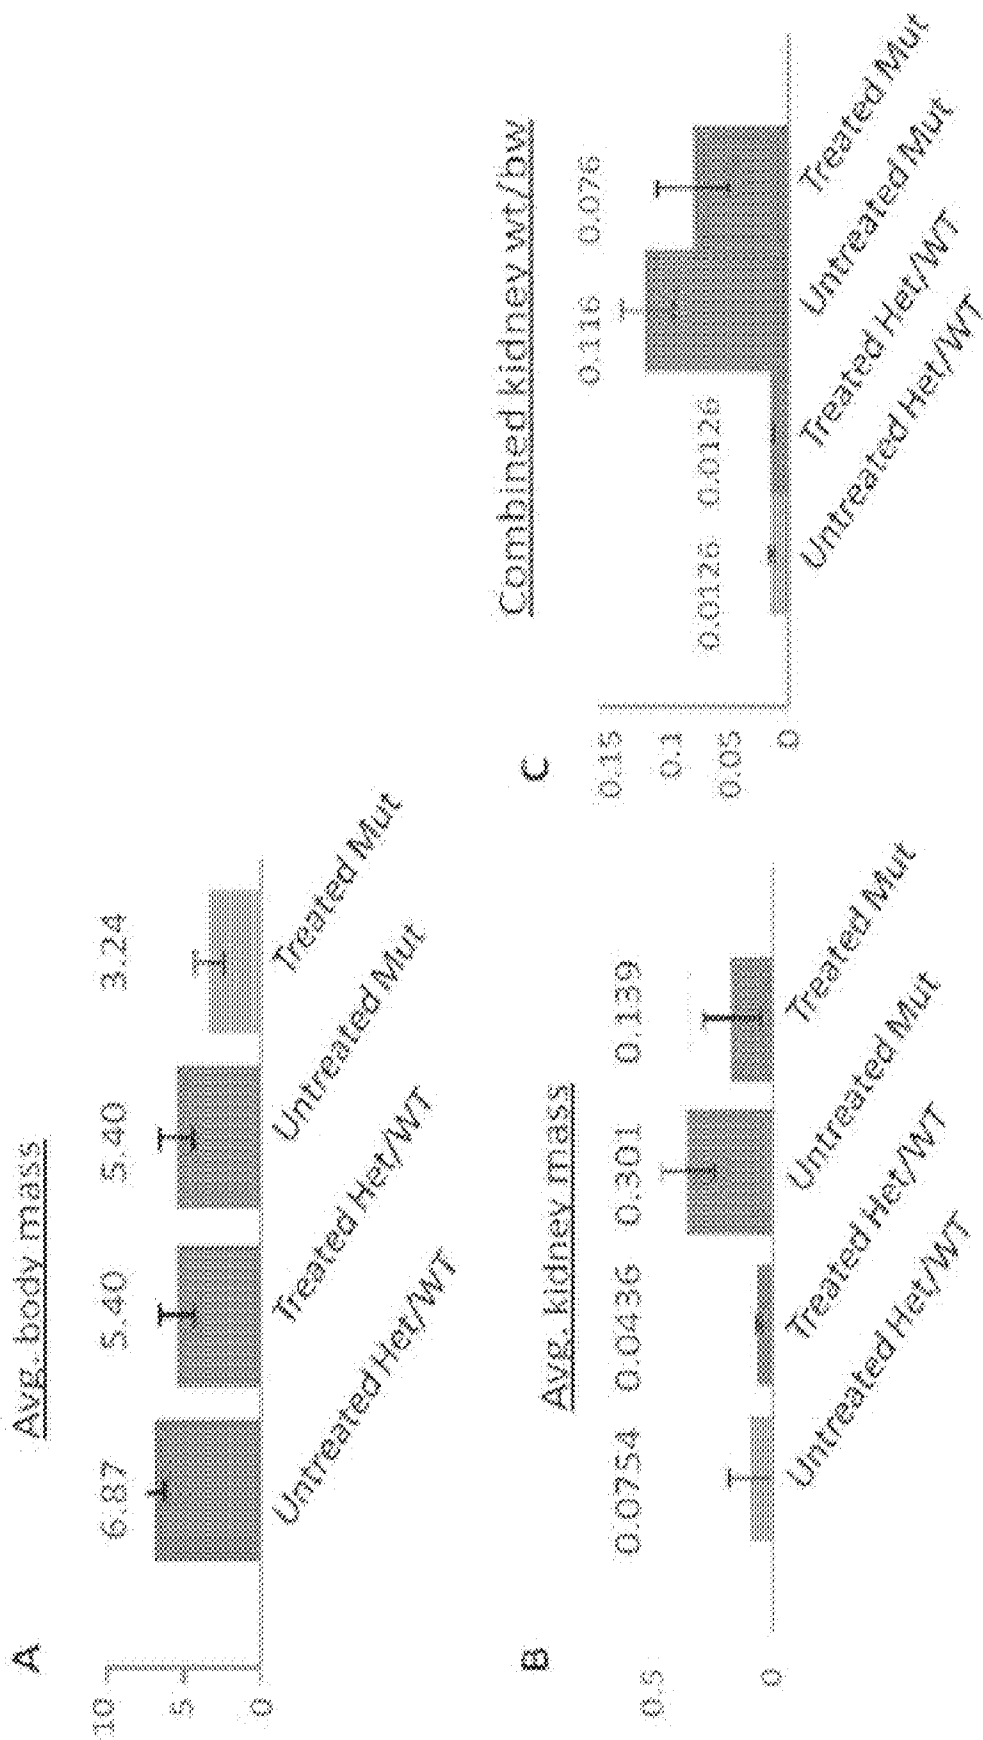 A
Avg. body mass
6.87 5.40 5.40 3.24
10
5
0
Untreated Het/WT
Treated Het/WT
Untreated Mut
Treated Mut
B
Avg. kidney mass
0.0754 0.0436 0.301 0.139
0.5
0
Untreated Het/WT
Treated Het/WT
Untreated Mut
Treated Mut
C
Combined kidney wt/bw
0.116 0.076
0.0126 0.0126
0.15
0.1
0.05
0
Untreated Het/WT
Treated Het/WT
Untreated Mut
Treated Mut